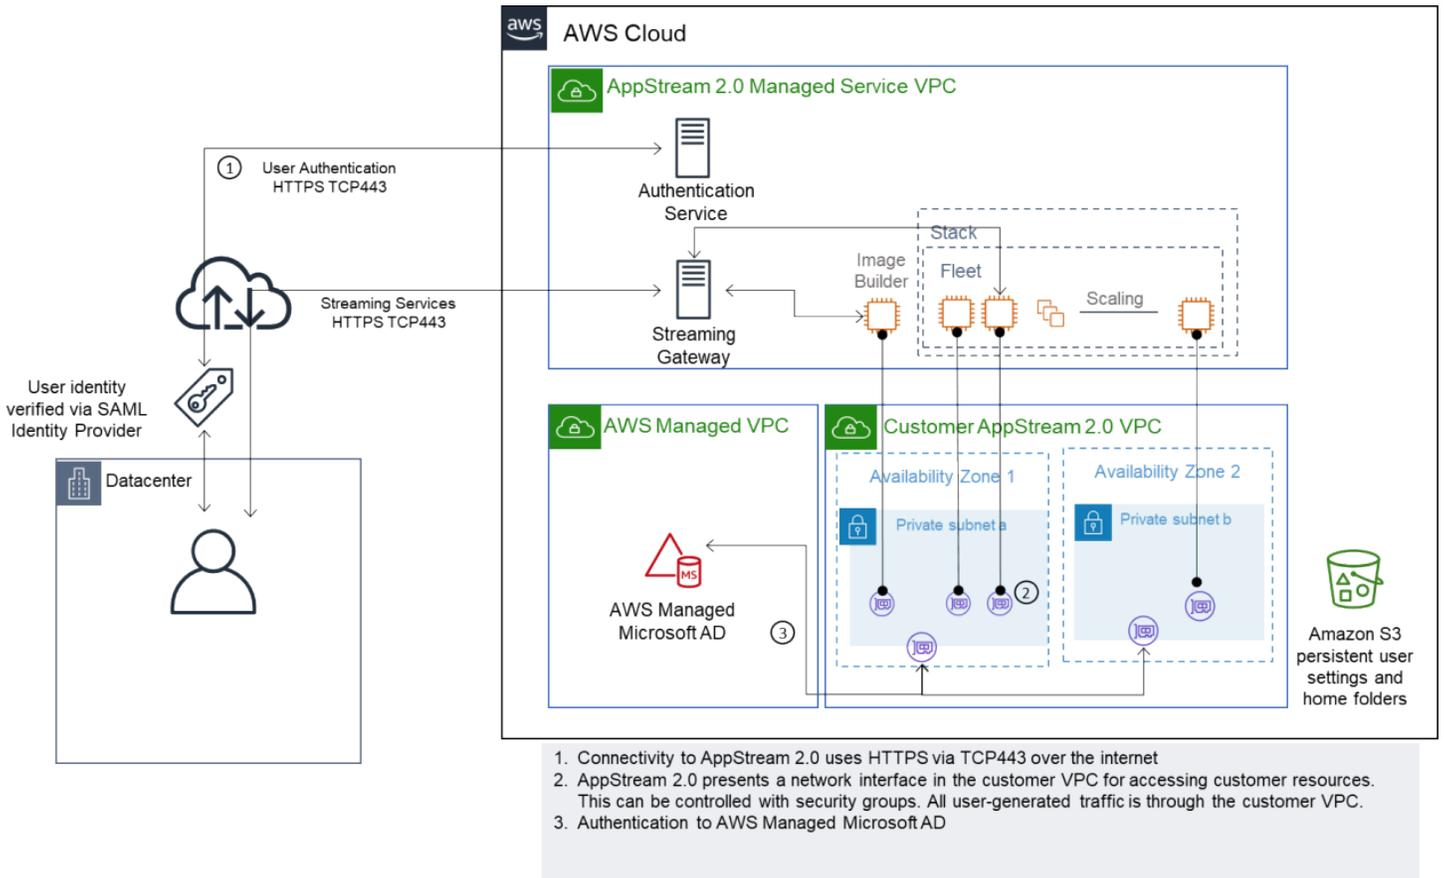 aws
AWS Cloud
AppStream 2.0 Managed Service VPC
1
User Authentication
HTTPS TCP443
Authentication
Service
Stack
Image
Builder
Fleet
Scaling
Streaming Services
HTTPS TCP443
Streaming
Gateway
User identity
verified via SAML
Identity Provider
AWS Managed VPC
Customer AppStream 2.0 VPC
Datacenter
Availability Zone 1
Availability Zone 2
Private subnet a
Private subnet b
MS
AWS Managed
Microsoft AD
2
3
Amazon S3
persistent user
settings and
home folders
1. Connectivity to AppStream 2.0 uses HTTPS via TCP443 over the internet
2. AppStream 2.0 presents a network interface in the customer VPC for accessing customer resources.
This can be controlled with security groups. All user-generated traffic is through the customer VPC.
3. Authentication to AWS Managed Microsoft AD